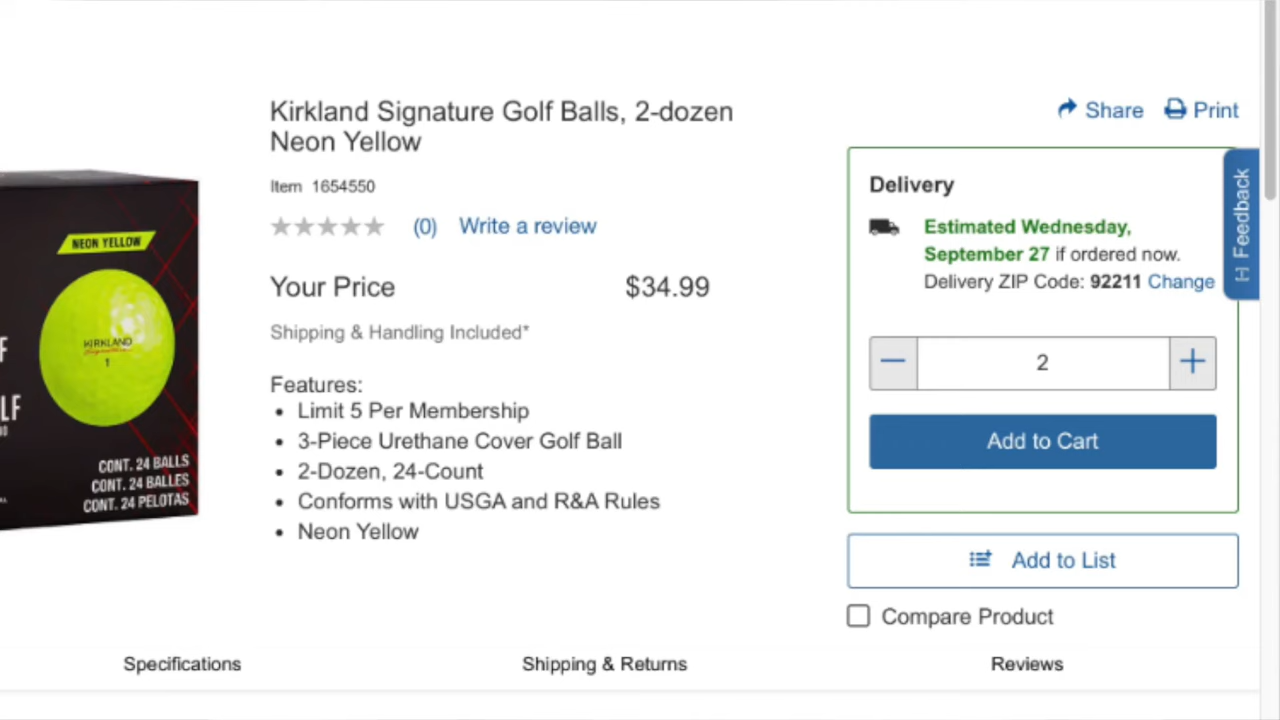 Share
Print
Kirkland Signature Golf Balls, 2-dozen
Neon Yellow
Item 1654550
(0) Write a review
Your Price $34.99
Shipping & Handling Included*
Features:
• Limit 5 Per Membership
• 3-Piece Urethane Cover Golf Ball
• 2-Dozen, 24-Count
• Conforms with USGA and R&A Rules
• Neon Yellow
NEON YELLOW
KIRKLAND
Signature
1
CONT. 24 BALLS
CONT. 24 BALLES
CONT. 24 PELOTAS
Delivery
Estimated Wednesday,
September 27 if ordered now.
Delivery ZIP Code: 92211 Change
2
Add to Cart
Add to List
Compare Product
[-] Feedback
Specifications
Shipping & Returns
Reviews